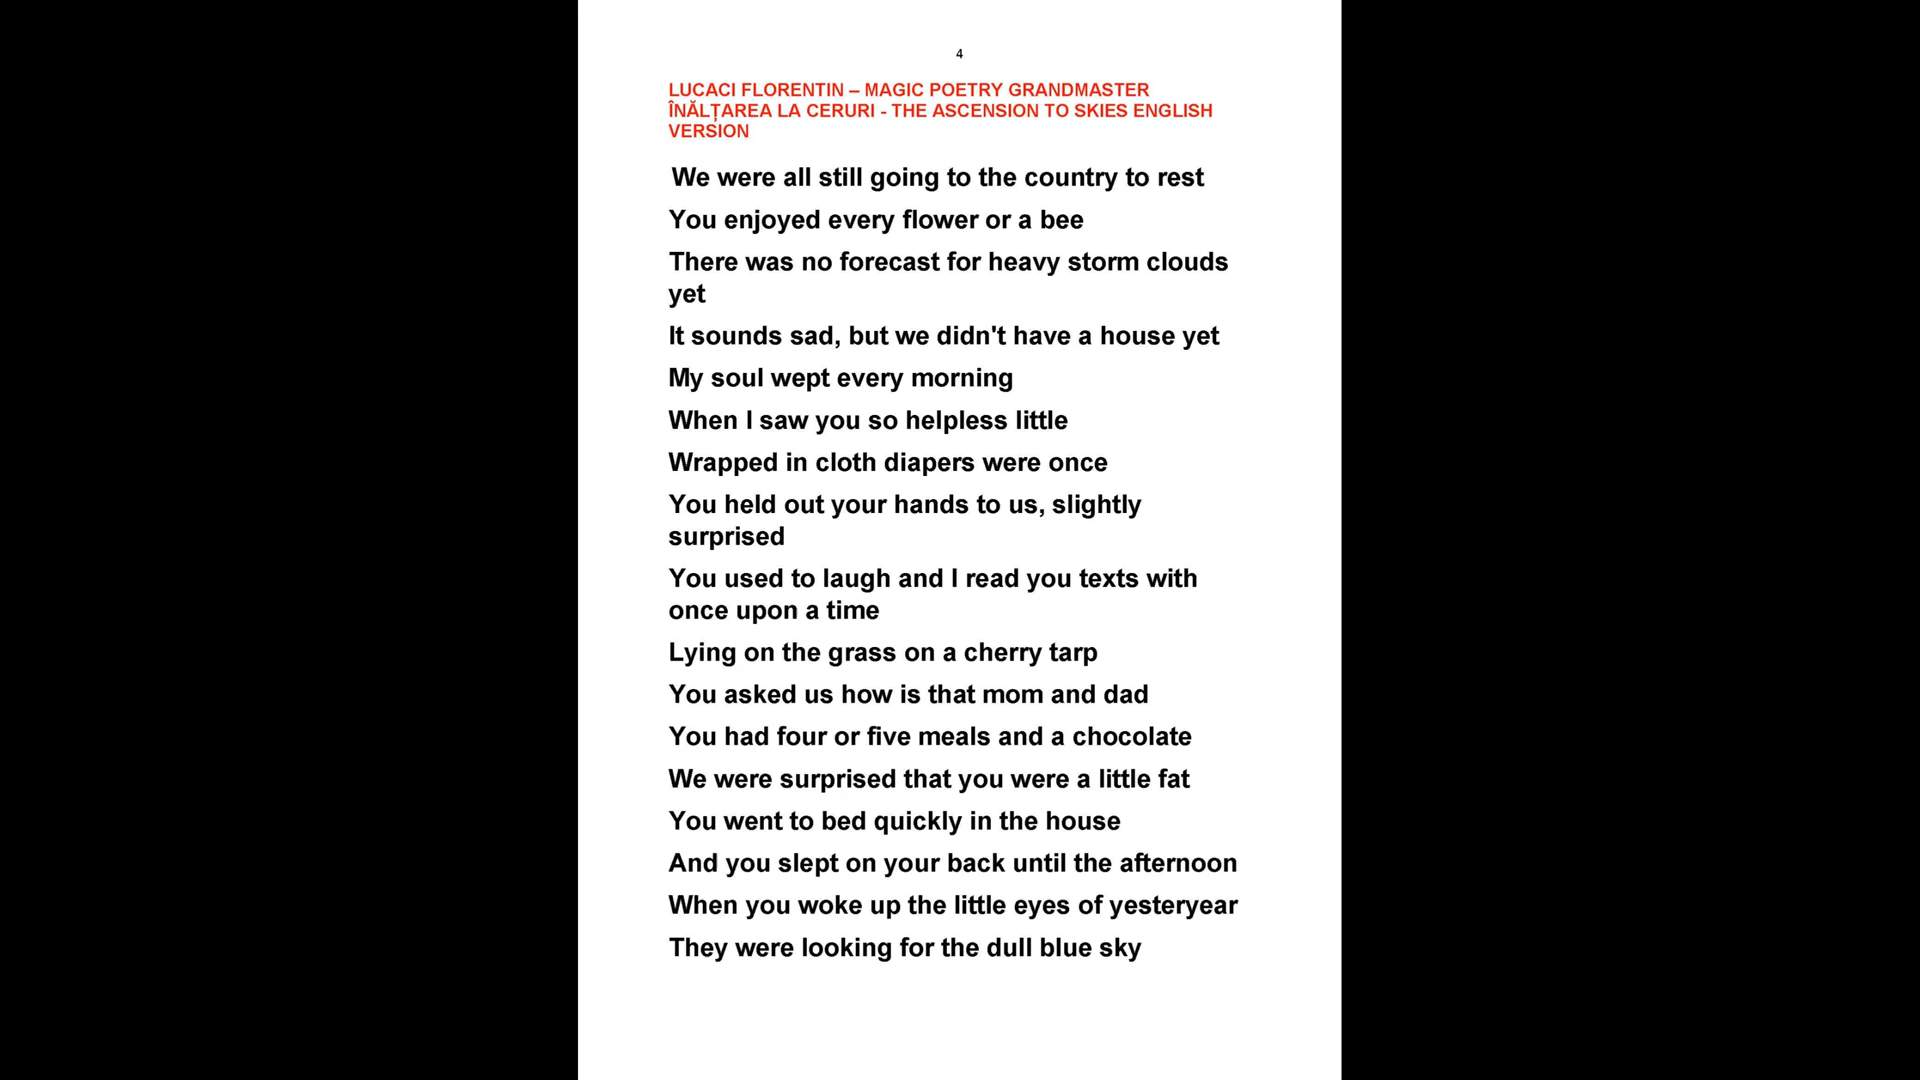 4
LUCACI FLORENTIN – MAGIC POETRY GRANDMASTER
ÎNĂLȚAREA LA CERURI - THE ASCENSION TO SKIES ENGLISH
VERSION
We were all still going to the country to rest
You enjoyed every flower or a bee
There was no forecast for heavy storm clouds
yet
It sounds sad, but we didn't have a house yet
My soul wept every morning
When I saw you so helpless little
Wrapped in cloth diapers were once
You held out your hands to us, slightly
surprised
You used to laugh and I read you texts with
once upon a time
Lying on the grass on a cherry tarp
You asked us how is that mom and dad
You had four or five meals and a chocolate
We were surprised that you were a little fat
You went to bed quickly in the house
And you slept on your back until the afternoon
When you woke up the little eyes of yesteryear
They were looking for the dull blue sky